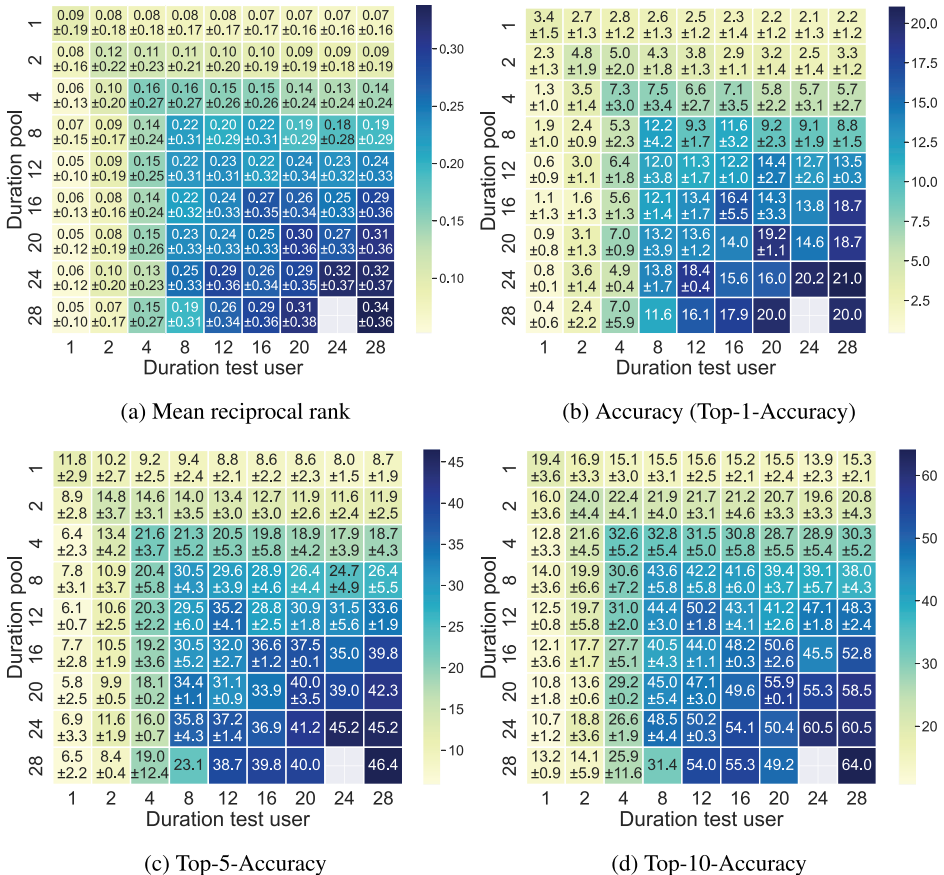 1 0.09 0.08 0.08 0.08 0.07 0.07 0.07 0.07 0.07
±0.19 ±0.18 ±0.18 ±0.18 ±0.17 ±0.17 ±0.16 ±0.16 ±0.16
2 0.08 0.12 0.11 0.11 0.10 0.10 0.09 0.09 0.09
±0.16 ±0.22 ±0.23 ±0.21 ±0.20 ±0.19 ±0.19 ±0.18 ±0.19
4 0.06 0.10 0.16 0.16 0.15 0.15 0.14 0.13 0.14
±0.13 ±0.20 ±0.27 ±0.27 ±0.26 ±0.26 ±0.24 ±0.24 ±0.24
8 0.07 0.09 0.14 0.22 0.20 0.22 0.19 0.18 0.19
±0.15 ±0.17 ±0.24 ±0.31 ±0.29 ±0.31 ±0.29 ±0.28 ±0.29
12 0.05 0.09 0.15 0.22 0.23 0.22 0.24 0.23 0.24
±0.10 ±0.19 ±0.25 ±0.31 ±0.31 ±0.32 ±0.34 ±0.32 ±0.33
16 0.06 0.08 0.14 0.22 0.24 0.27 0.25 0.25 0.29
±0.13 ±0.16 ±0.24 ±0.32 ±0.33 ±0.35 ±0.34 ±0.33 ±0.36
20 0.05 0.08 0.15 0.23 0.24 0.25 0.30 0.27 0.31
±0.12 ±0.19 ±0.26 ±0.33 ±0.33 ±0.33 ±0.36 ±0.33 ±0.36
24 0.06 0.10 0.13 0.25 0.29 0.26 0.29 0.32 0.32
±0.12 ±0.20 ±0.23 ±0.33 ±0.36 ±0.34 ±0.35 ±0.37 ±0.37
28 0.05 0.07 0.15 0.19 0.26 0.29 0.31 0.34
±0.10 ±0.17 ±0.27 ±0.31 ±0.34 ±0.36 ±0.38 ±0.36
1 2 4 8 12 16 20 24 28
Duration pool
Duration test user
0.30
0.25
0.20
0.15
0.10
(a) Mean reciprocal rank
1 3.4 2.7 2.8 2.6 2.5 2.2 2.2 2.1 2.2
±1.5 ±1.3 ±1.2 ±1.2 ±1.3 ±1.3 ±1.3 ±1.1 ±1.2
2 2.3 4.8 5.0 4.3 3.8 2.9 3.2 2.5 3.3
±1.3 ±1.9 ±2.0 ±1.8 ±1.3 ±1.1 ±1.4 ±1.4 ±1.2
4 1.3 3.5 7.3 7.5 6.6 7.1 5.8 5.7 5.7
±1.0 ±1.4 ±3.0 ±3.4 ±2.7 ±3.5 ±2.2 ±3.1 ±2.7
8 1.9 2.4 5.3 12.2 9.3 11.6 9.2 9.1 8.8
±1.0 ±0.9 ±2.3 ±4.2 ±1.7 ±3.2 ±2.3 ±1.9 ±1.5
12 0.6 3.0 6.4 12.0 11.3 12.2 14.4 12.7 13.5
±0.9 ±1.1 ±1.8 ±3.8 ±1.7 ±1.0 ±2.7 ±2.6 ±0.3
16 1.1 1.6 5.6 12.1 13.4 16.4 14.3 13.8 18.7
±1.3 ±1.3 ±1.3 ±1.4 ±1.7 ±5.5 ±3.3
20 0.9 3.1 7.0 13.2 13.6 14.0 19.2 14.6 18.7
±0.8 ±1.3 ±0.9 ±3.9 ±1.2 ±1.1
24 0.8 3.6 4.9 13.8 18.4 15.6 16.0 20.2 21.0
±0.1 ±1.3 ±0.4 ±1.7 ±0.4
28 0.4 2.4 7.0 11.6 16.1 17.9 20.0 20.0
±0.6 ±2.2 ±5.9
1 2 4 8 12 16 20 24 28
Duration pool
Duration test user
20.0
17.5
15.0
12.5
10.0
7.5
5.0
2.5
(b) Accuracy (Top-1-Accuracy)
1 11.8 10.2 9.2 9.4 8.8 8.6 8.6 8.0 8.7
±2.9 ±2.7 ±2.5 ±2.4 ±2.1 ±2.2 ±2.3 ±1.5 ±1.9
2 8.9 14.8 14.6 14.0 13.4 12.7 11.9 11.6 11.9
±2.8 ±3.7 ±3.1 ±3.5 ±3.0 ±3.0 ±2.6 ±2.4 ±2.5
4 6.4 13.4 21.6 21.3 20.5 19.8 18.9 17.9 18.7
±2.3 ±4.2 ±3.7 ±5.2 ±5.3 ±5.8 ±4.2 ±3.9 ±4.3
8 7.8 10.9 20.4 30.5 29.6 28.9 26.4 24.7 26.4
±3.1 ±3.7 ±5.8 ±4.3 ±3.9 ±4.6 ±4.4 ±4.9 ±5.5
12 6.1 10.6 20.3 29.5 35.2 28.8 30.9 31.5 33.6
±0.7 ±2.5 ±2.2 ±6.0 ±4.1 ±2.5 ±1.8 ±5.6 ±1.9
16 7.7 10.5 19.2 30.5 32.0 36.6 37.5 35.0 39.8
±2.8 ±1.9 ±3.6 ±5.2 ±2.7 ±1.2 ±0.1
20 5.8 9.9 18.1 34.4 31.1 33.9 40.0 39.0 42.3
±2.5 ±0.5 ±0.2 ±1.1 ±0.9 ±3.5
24 6.9 11.6 16.0 35.8 37.2 36.9 41.2 45.2 45.2
±3.3 ±1.9 ±0.7 ±4.3 ±1.4
28 6.5 8.4 19.0 23.1 38.7 39.8 40.0 46.4
±2.2 ±0.4 ±12.4
1 2 4 8 12 16 20 24 28
Duration pool
Duration test user
45
40
35
30
25
20
15
10
(c) Top-5-Accuracy
1 19.4 16.9 15.1 15.5 15.6 15.2 15.5 13.9 15.3
±3.6 ±3.3 ±3.0 ±3.1 ±2.5 ±2.1 ±2.9 ±2.3 ±2.1
2 16.0 24.0 22.4 21.9 21.7 21.2 20.7 19.6 20.8
±3.2 ±4.4 ±4.1 ±4.1 ±4.1 ±4.6 ±3.3 ±3.3 ±4.3
4 12.8 21.6 32.6 32.8 31.5 30.8 28.7 28.9 30.3
±3.3 ±4.5 ±5.2 ±5.4 ±5.0 ±5.8 ±5.8 ±5.4 ±5.2
8 14.0 19.9 30.6 43.6 42.2 41.6 39.4 39.1 38.0
±3.6 ±6.6 ±7.2 ±5.8 ±5.8 ±6.0 ±3.7 ±5.7 ±4.3
12 12.5 19.7 31.0 44.4 50.2 43.1 41.2 47.1 48.3
±0.8 ±5.8 ±2.0 ±3.3 ±1.8 ±4.1 ±2.6 ±1.8 ±2.4
16 12.1 17.7 27.7 40.5 44.0 48.2 50.6 45.5 52.8
±3.6 ±1.7 ±5.1 ±4.3 ±1.1 ±0.3 ±2.6
20 10.8 13.6 29.2 45.0 47.1 49.6 55.9 55.3 58.5
±1.8 ±0.6 ±0.2 ±5.4 ±3.0 ±0.1
24 10.7 18.8 26.6 48.5 50.2 54.1 50.4 60.5 60.5
±1.2 ±3.6 ±1.9 ±4.4 ±0.3
28 13.2 14.1 25.9 31.4 54.0 55.3 49.2 64.0
±0.9 ±5.9 ±11.6
1 2 4 8 12 16 20 24 28
Duration pool
Duration test user
60
50
40
30
20
(d) Top-10-Accuracy